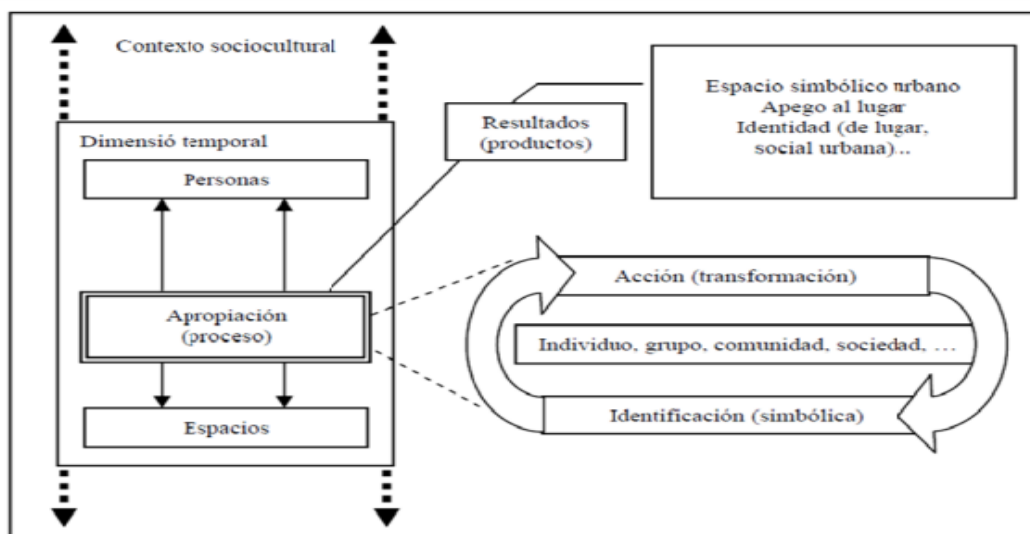 Contexto sociocultural
Dimensió temporal
Personas
Apropiación
(proceso)
Espacios
Resultados
(productos)
Espacio simbólico urbano
Apego al lugar
Identidad (de lugar,
social urbana)...
Acción (transformación)
Individuo, grupo, comunidad, sociedad, …
Identificación (simbólica)